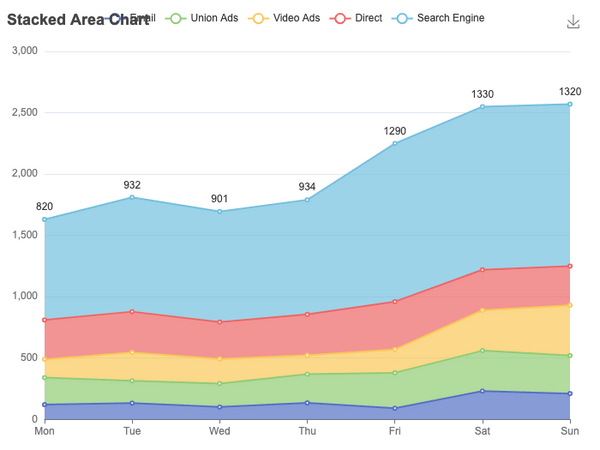 Stacked Area Chart
Email Union Ads Video Ads Direct Search Engine
3,000
2,500
2,000
1,500
1,000
500
0
820 932 901 934 1290 1330 1320
Mon Tue Wed Thu Fri Sat Sun